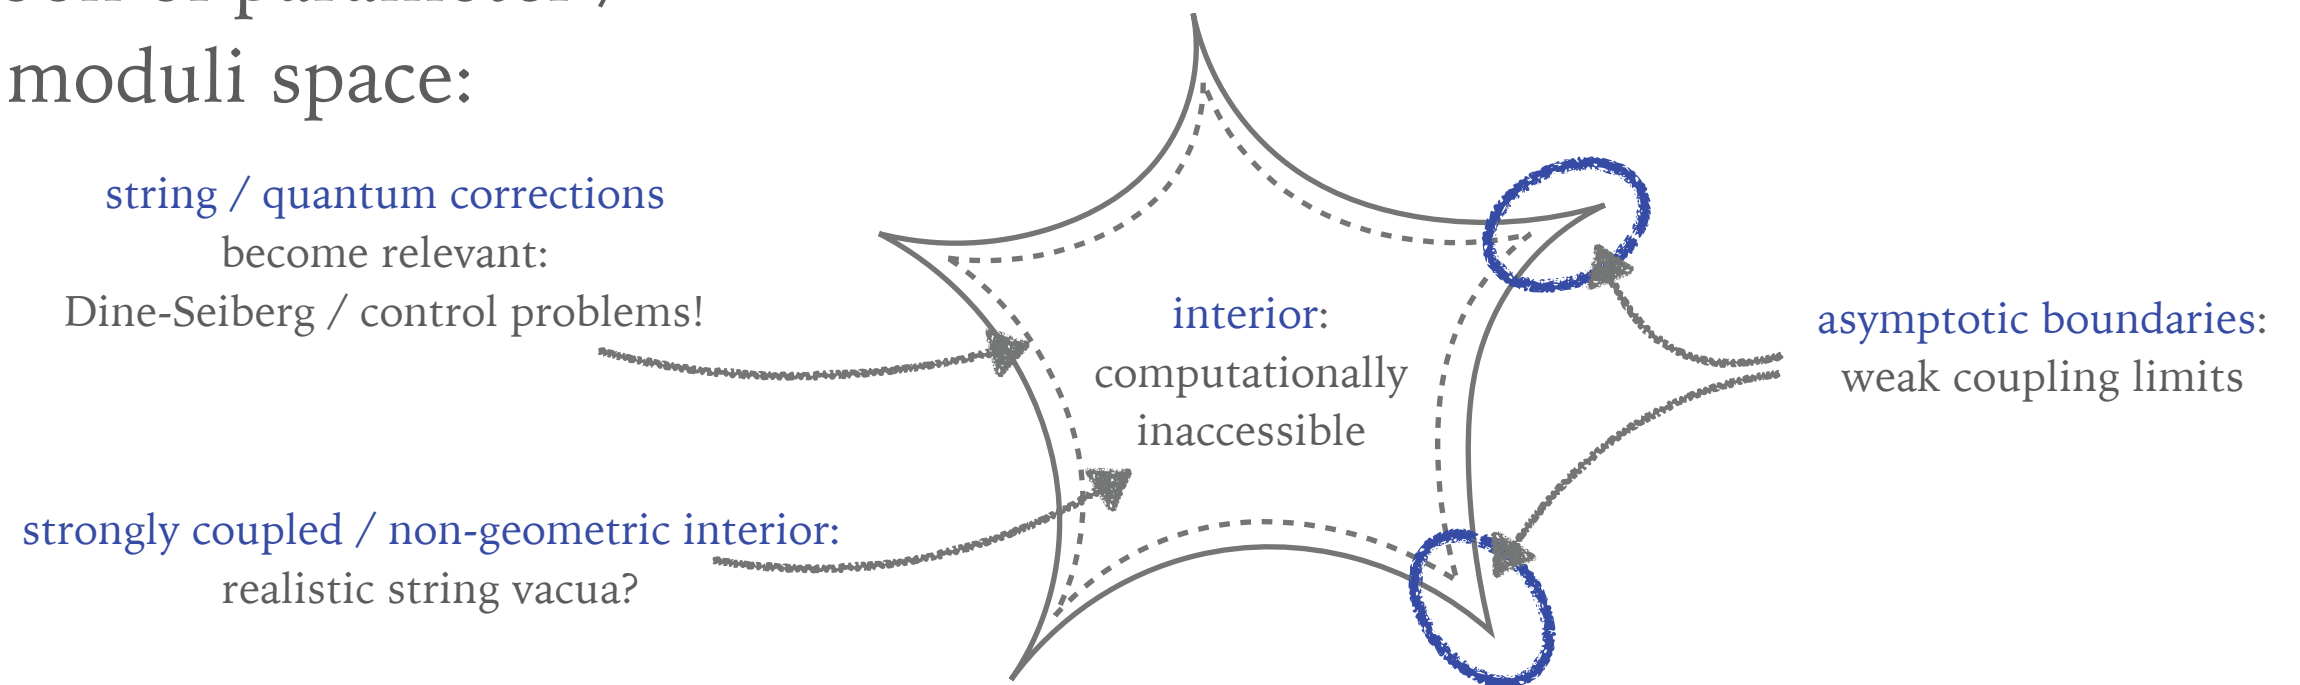 moduli space:
string / quantum corrections
become relevant:
Dine-Seiberg / control problems!
interior:
computationally
inaccessible
asymptotic boundaries:
weak coupling limits
strongly coupled / non-geometric interior:
realistic string vacua?